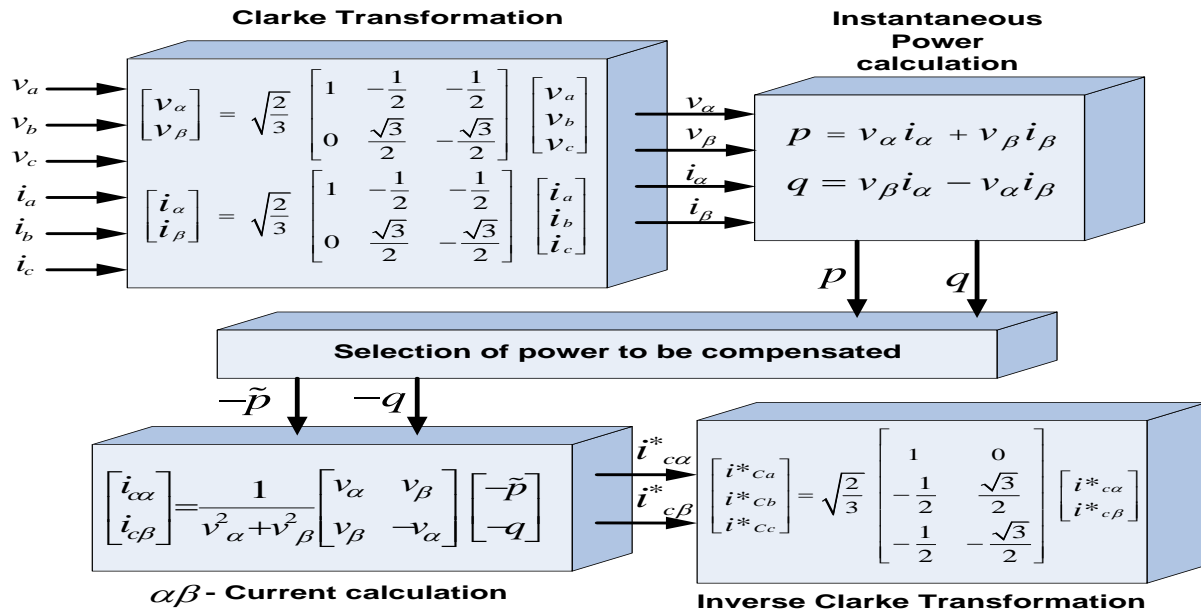 Clarke Transformation
Instantaneous
Power
calculation
v_a
v_b
v_c
i_a
i_b
i_c
[v_α v_β] = √(2/3) [1 -1/2 -1/2; 0 √3/2 -√3/2] [v_a v_b v_c]
[i_α i_β] = √(2/3) [1 -1/2 -1/2; 0 √3/2 -√3/2] [i_a i_b i_c]
v_α
v_β
i_α
i_β
p = v_α i_α + v_β i_β
q = v_β i_α − v_α i_β
p q
Selection of power to be compensated
−p̃ −q
[i_cα i_cβ] = 1/(v²_α + v²_β) [v_α v_β; v_β -v_α] [−p̃ −q]
i*_cα
i*_cβ
[i*_Ca i*_Cb i*_Cc] = √(2/3) [1 0; -1/2 √3/2; -1/2 -√3/2] [i*_cα i*_cβ]
αβ - Current calculation
Inverse Clarke Transformation